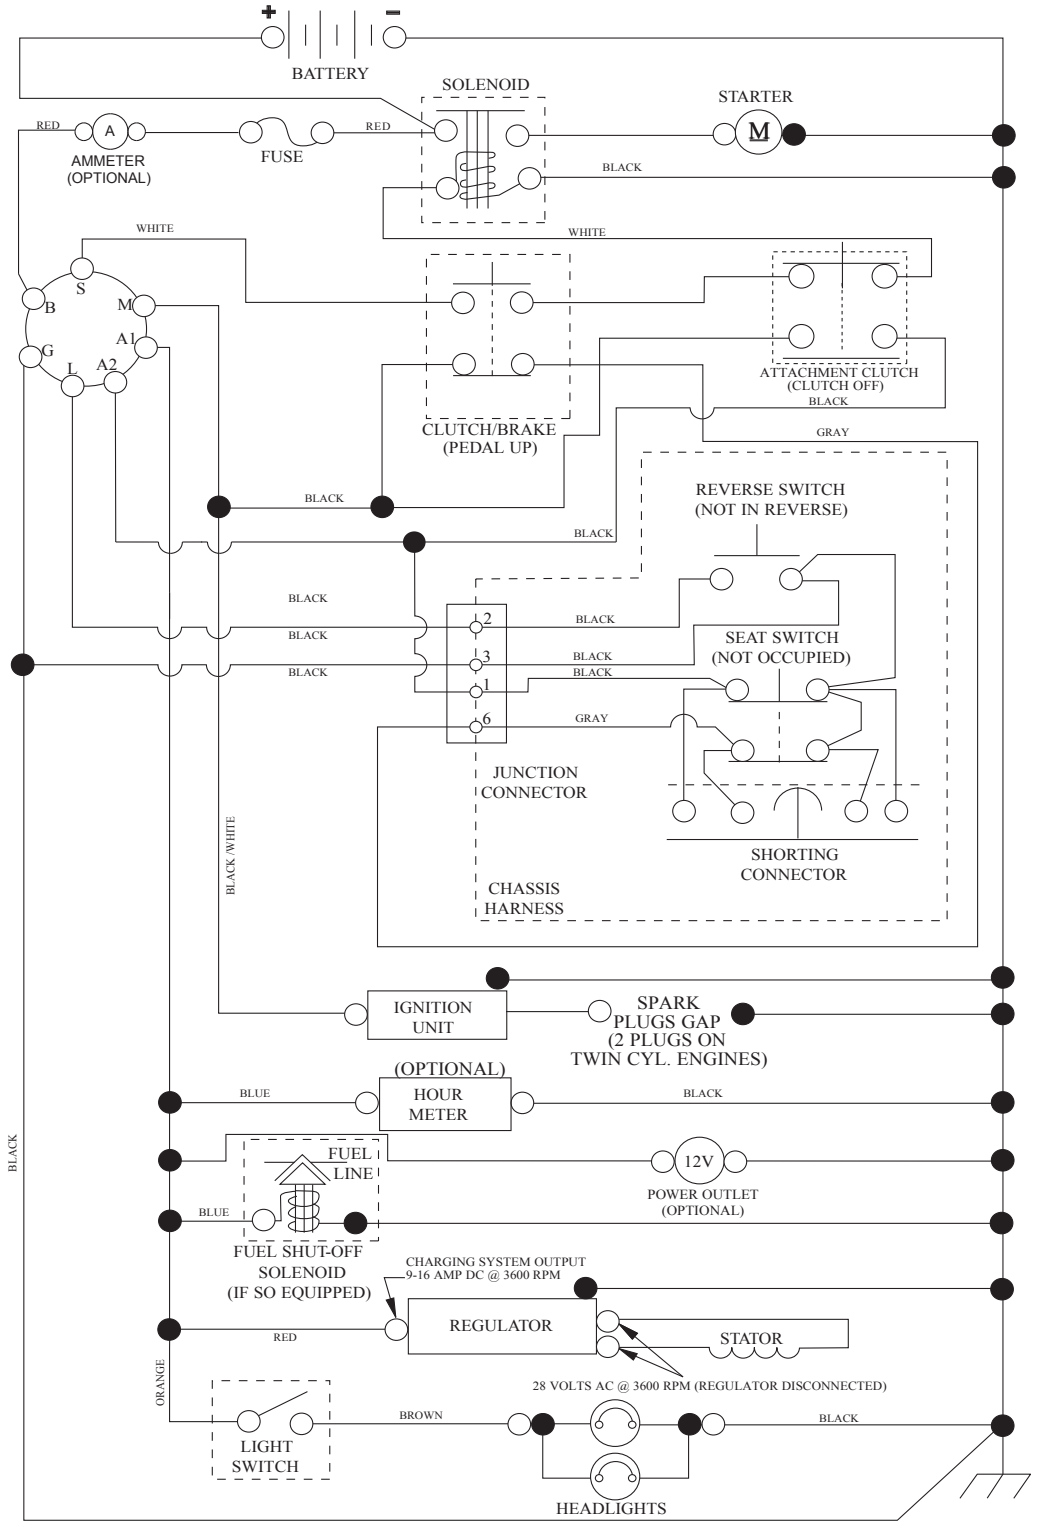 + −
BATTERY
SOLENOID
STARTER
RED
A
RED
M
AMMETER
(OPTIONAL)
FUSE
BLACK
WHITE
WHITE
S
B
M
A1
G
L
A2
CLUTCH/BRAKE
(PEDAL UP)
ATTACHMENT CLUTCH
(CLUTCH OFF)
BLACK
GRAY
REVERSE SWITCH
(NOT IN REVERSE)
BLACK
BLACK
BLACK
2
BLACK
BLACK
SEAT SWITCH
(NOT OCCUPIED)
3
BLACK
BLACK
BLACK
1
6
GRAY
JUNCTION
CONNECTOR
SHORTING
CONNECTOR
BLACK /WHITE
CHASSIS
HARNESS
IGNITION
UNIT
SPARK
PLUGS GAP
(2 PLUGS ON
TWIN CYL. ENGINES)
(OPTIONAL)
HOUR
METER
BLUE
BLACK
BLACK
FUEL
LINE
12V
POWER OUTLET
(OPTIONAL)
BLUE
FUEL SHUT-OFF
SOLENOID
(IF SO EQUIPPED)
CHARGING SYSTEM OUTPUT
9-16 AMP DC @ 3600 RPM
REGULATOR
STATOR
RED
28 VOLTS AC @ 3600 RPM (REGULATOR DISCONNECTED)
ORANGE
BROWN
BLACK
LIGHT
SWITCH
HEADLIGHTS